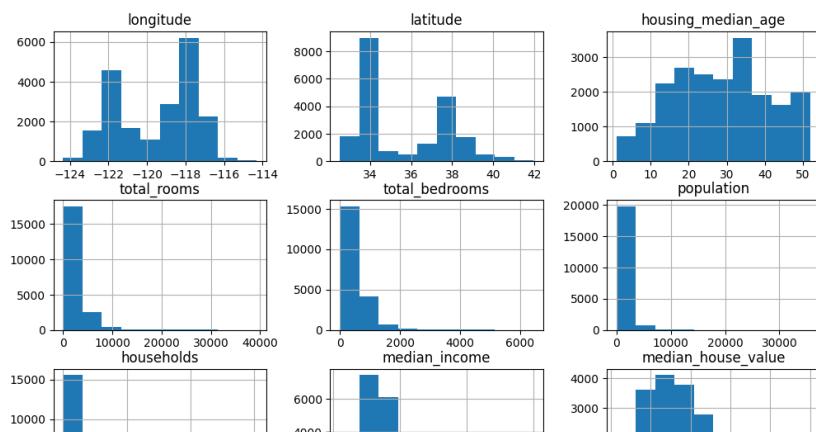 longitude
latitude
housing_median_age
6000
4000
2000
0
−124 −122 −120 −118 −116 −114
8000
6000
4000
2000
0
34 36 38 40 42
3000
2000
1000
0
0 10 20 30 40 50
total_rooms
total_bedrooms
population
15000
10000
5000
0
0 10000 20000 30000 40000
15000
10000
5000
0
0 2000 4000 6000
20000
15000
10000
5000
0
0 10000 20000 30000
households
median_income
median_house_value
15000
10000
6000
4000
4000
3000